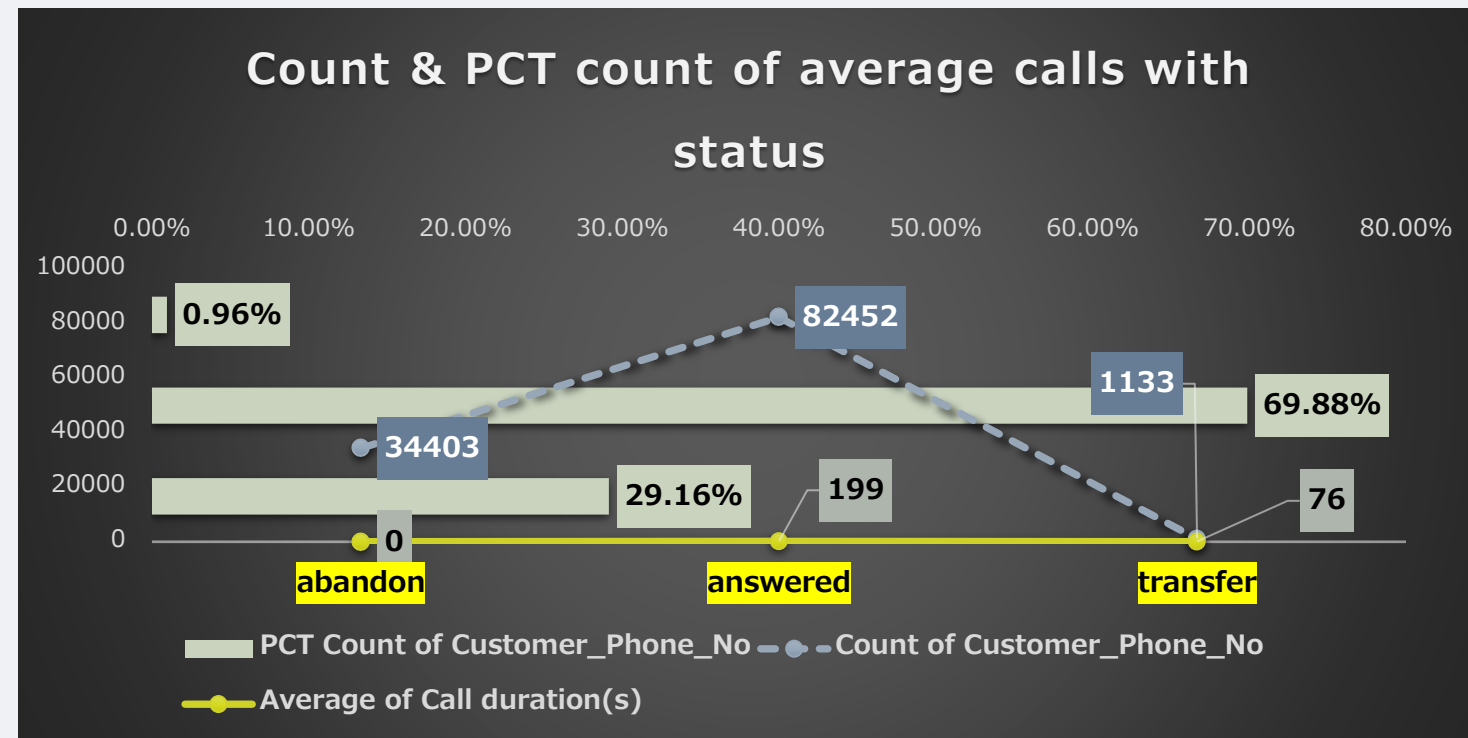 Count & PCT count of average calls with
status
0.00% 10.00% 20.00% 30.00% 40.00% 50.00% 60.00% 70.00% 80.00%
100000
0.96%
80000
82452
60000
1133
69.88%
40000
34403
20000
29.16%
199
76
0
0
abandon answered transfer
PCT Count of Customer_Phone_No Count of Customer_Phone_No
Average of Call duration(s)